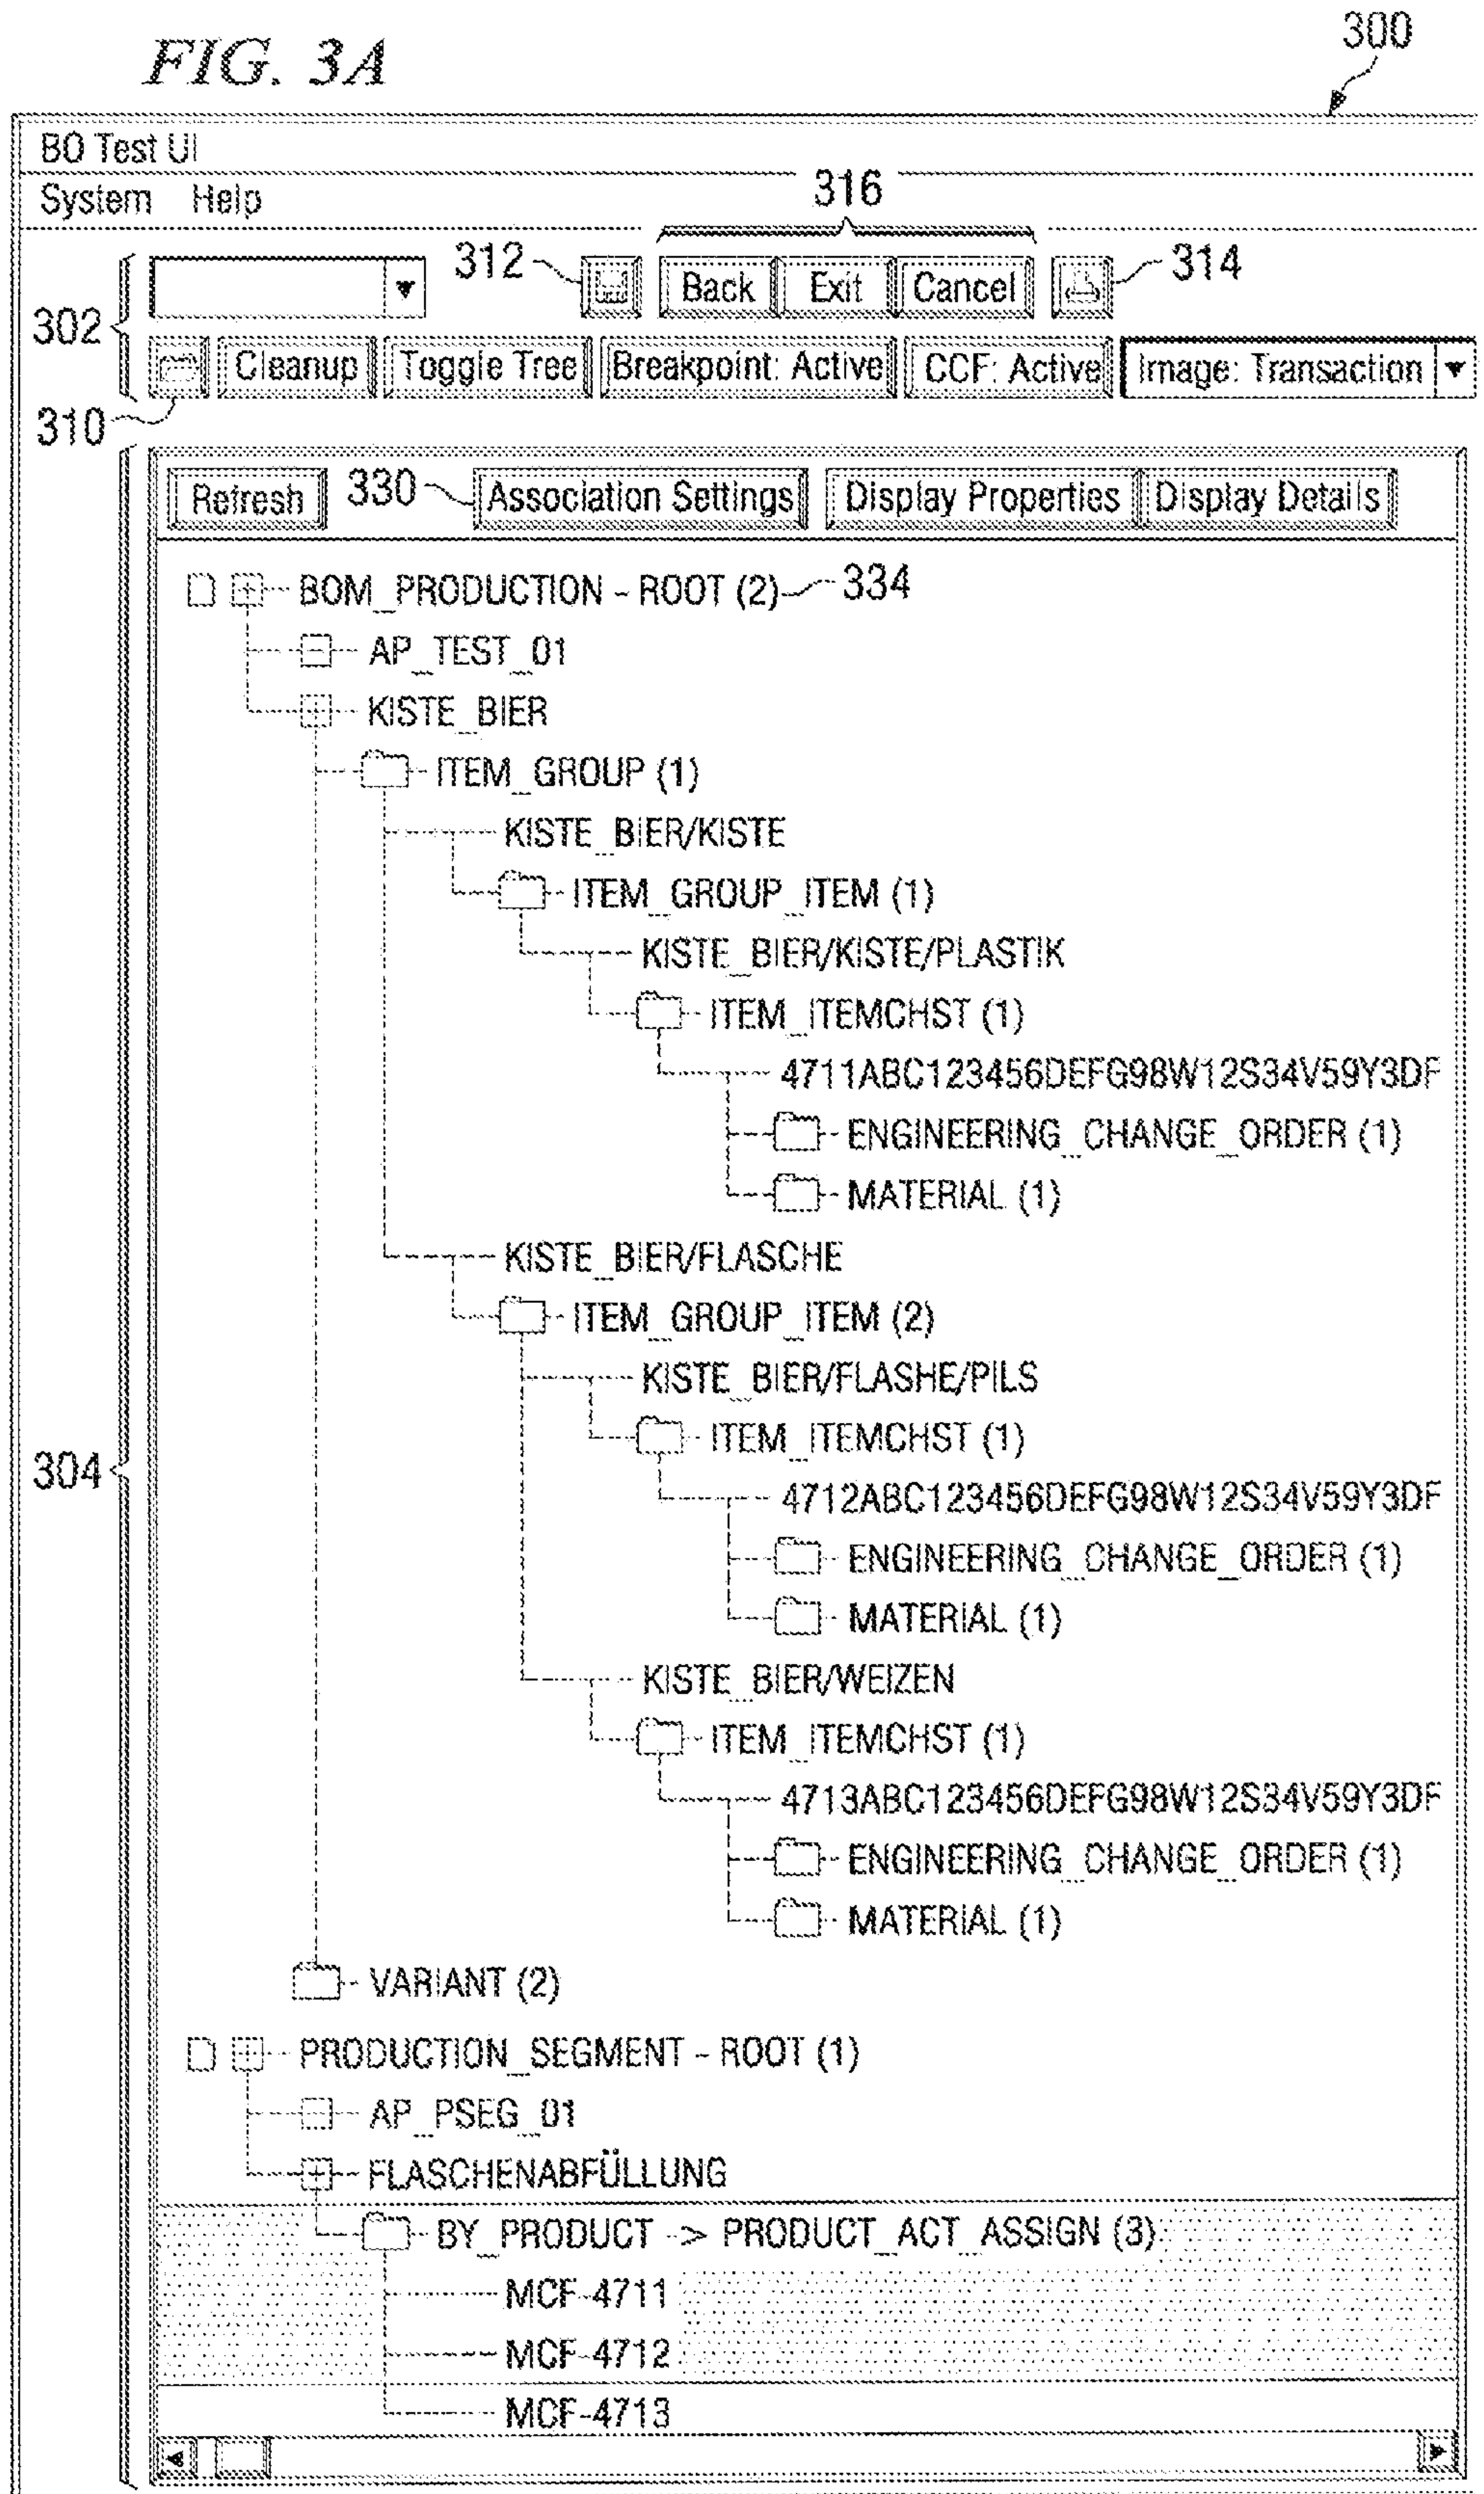 FIG. 3A
300
BO Test UI
System Help
316
312 Back Exit Cancel 314
302
Cleanup Toggle Tree Breakpoint: Active CCF: Active Image: Transaction
310
Refresh 330 Association Settings Display Properties Display Details
BOM_PRODUCTION - ROOT (2) 334
AP_TEST_01
KISTE_BIER
ITEM_GROUP (1)
KISTE_BIER/KISTE
ITEM_GROUP_ITEM (1)
KISTE_BIER/KISTE/PLASTIK
ITEM_ITEMCHST (1)
4711ABC123456DEFG98W12S34V59Y3DF
ENGINEERING_CHANGE_ORDER (1)
MATERIAL (1)
KISTE_BIER/FLASCHE
ITEM_GROUP_ITEM (2)
KISTE_BIER/FLASHE/PILS
ITEM_ITEMCHST (1)
304
4712ABC123456DEFG98W12S34V59Y3DF
ENGINEERING_CHANGE_ORDER (1)
MATERIAL (1)
KISTE_BIER/WEIZEN
ITEM_ITEMCHST (1)
4713ABC123456DEFG98W12S34V59Y3DF
ENGINEERING_CHANGE_ORDER (1)
MATERIAL (1)
VARIANT (2)
PRODUCTION_SEGMENT - ROOT (1)
AP_PSEG_01
FLASCHENABFÜLLUNG
BY_PRODUCT -> PRODUCT_ACT_ASSIGN (3)
MCF-4711
MCF-4712
MCF-4713